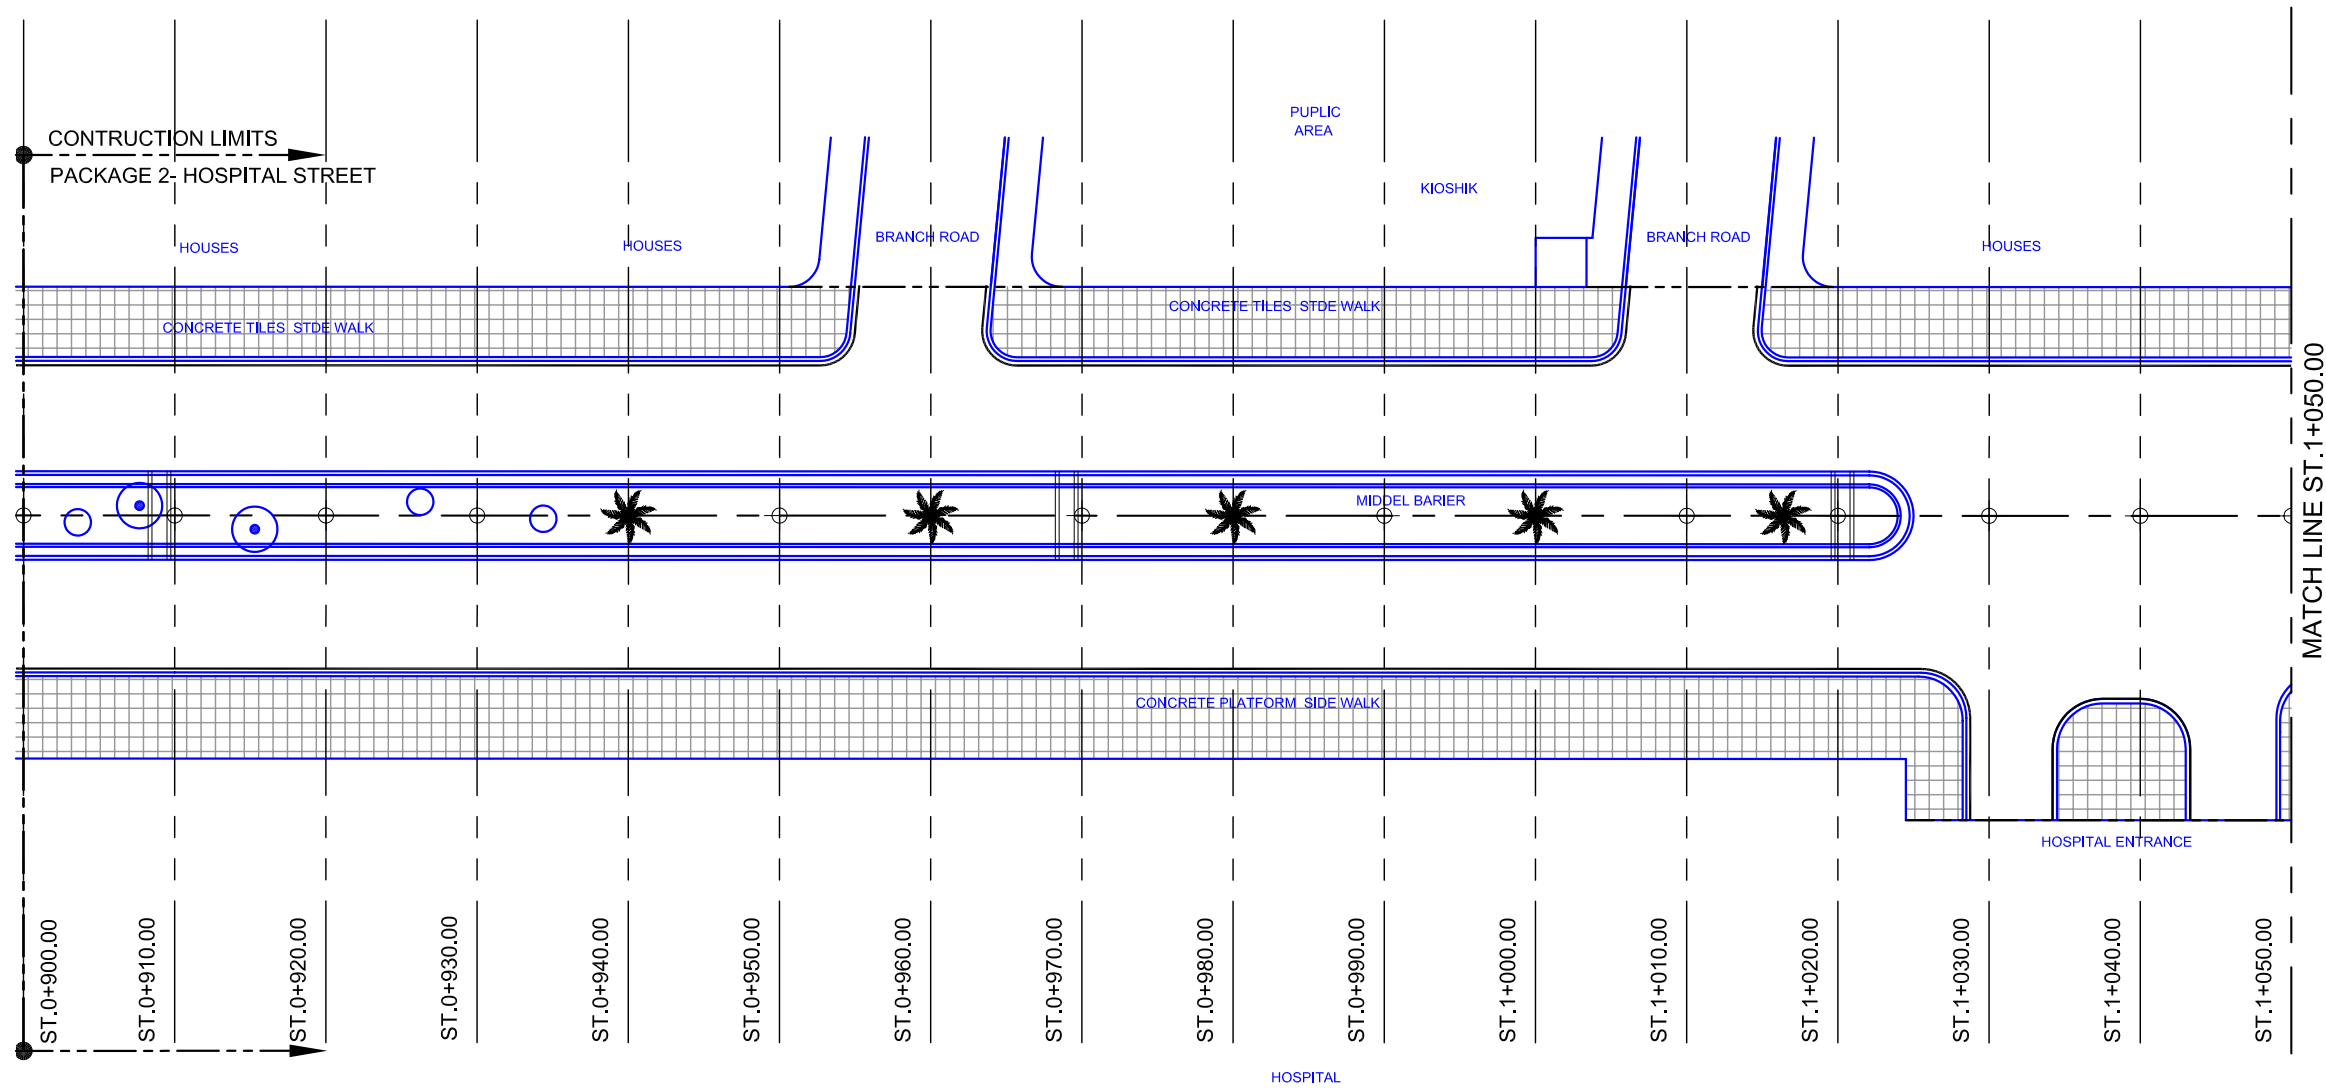 PUPLIC
AREA
CONTRUCTION LIMITS
PACKAGE 2- HOSPITAL STREET
KIOSHIK
HOUSES
HOUSES
BRANCH ROAD
BRANCH ROAD
HOUSES
CONCRETE TILES STDE WALK
CONCRETE TILES STDE WALK
MATCH LINE ST.1+050.00
MIDDEL BARIER
CONCRETE PLATFORM SIDE WALK
HOSPITAL ENTRANCE
ST.0+900.00
ST.0+910.00
ST.0+920.00
ST.0+930.00
ST.0+940.00
ST.0+950.00
ST.0+960.00
ST.0+970.00
ST.0+980.00
ST.0+990.00
ST.1+000.00
ST.1+010.00
ST.1+020.00
ST.1+030.00
ST.1+040.00
ST.1+050.00
HOSPITAL